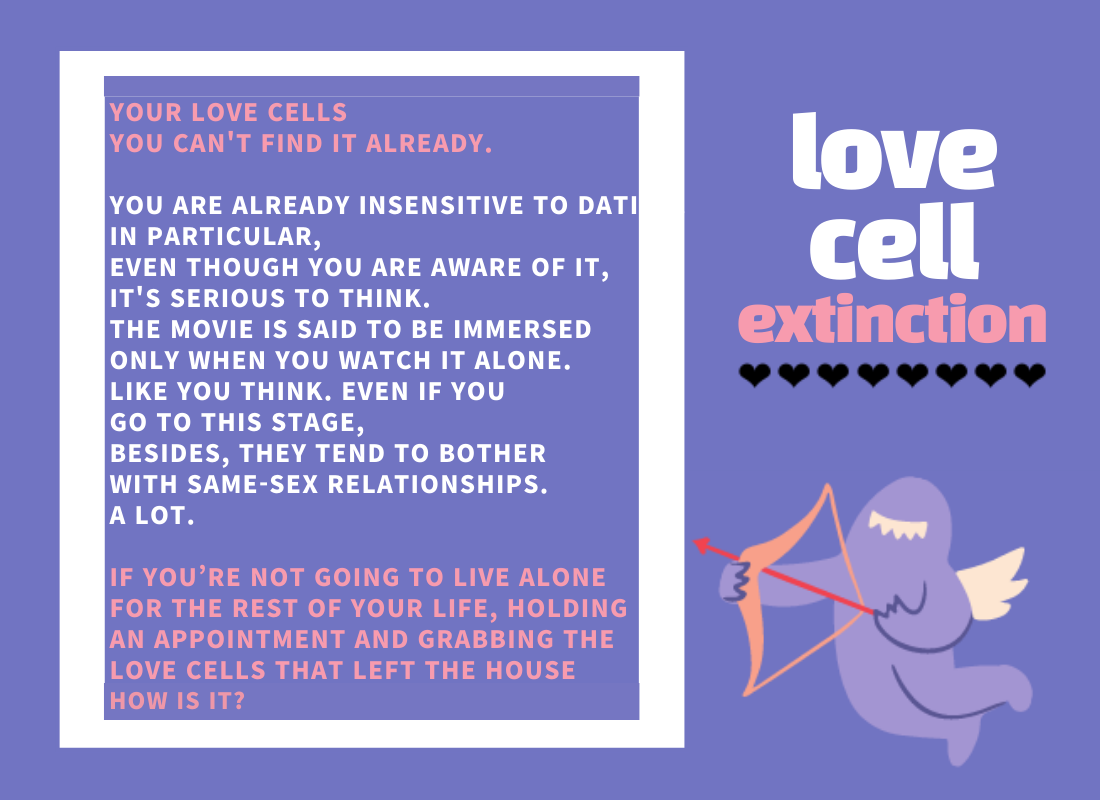 YOUR LOVE CELLS
YOU CAN'T FIND IT ALREADY.
YOU ARE ALREADY INSENSITIVE TO DATI
IN PARTICULAR,
EVEN THOUGH YOU ARE AWARE OF IT,
IT'S SERIOUS TO THINK.
THE MOVIE IS SAID TO BE IMMERSED
ONLY WHEN YOU WATCH IT ALONE.
LIKE YOU THINK. EVEN IF YOU
GO TO THIS STAGE,
BESIDES, THEY TEND TO BOTHER
WITH SAME-SEX RELATIONSHIPS.
A LOT.
IF YOU’RE NOT GOING TO LIVE ALONE
FOR THE REST OF YOUR LIFE, HOLDING
AN APPOINTMENT AND GRABBING THE
LOVE CELLS THAT LEFT THE HOUSE
HOW IS IT?
love
cell
extinction